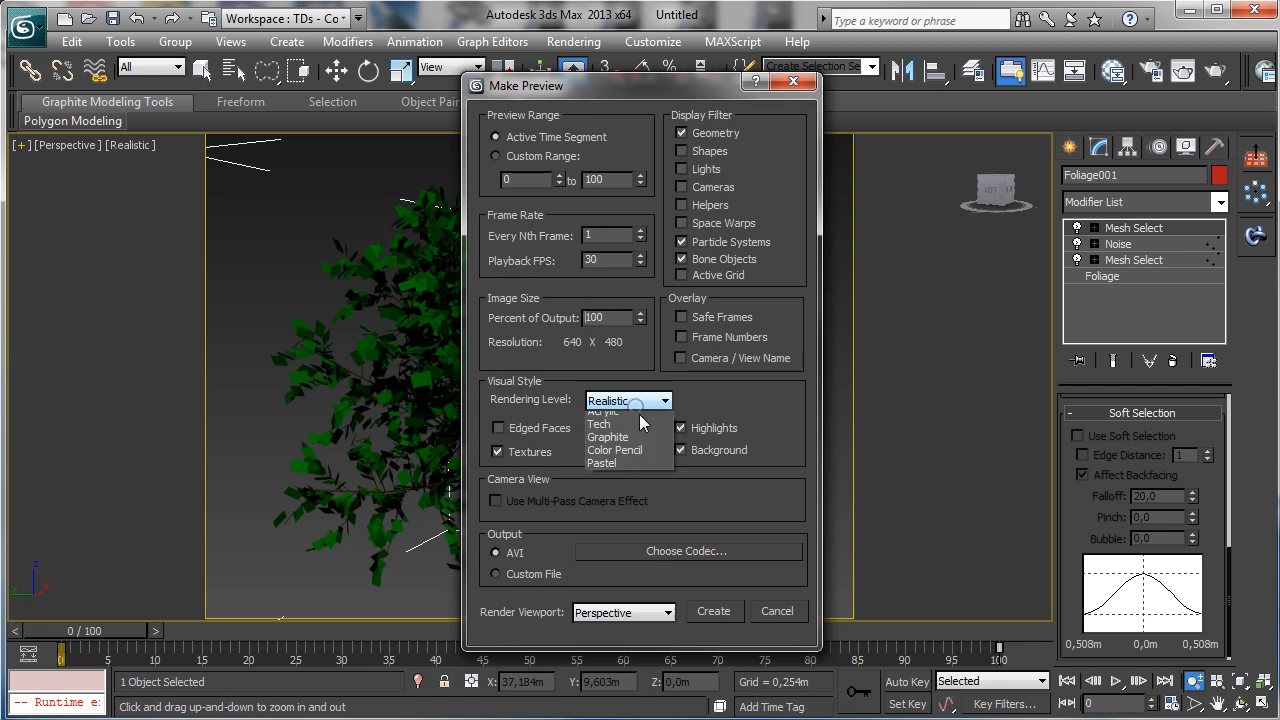 Workspace : TDs - Co
Autodesk 3ds Max  2013 x64    Untitled
Type a keyword or phrase
Edit
Tools
Group
Views
Create
Modifiers
Animation
Graph Editors
Rendering
Customize
MAXScript
Help
All
View
Create Selection Se
Graphite Modeling Tools
Freeform
Selection
Object Pai
Polygon Modeling
[ + ] [ Perspective ] [ Realistic ]
Make Preview
Preview Range
Active Time Segment
Custom Range:
0 to 100
Frame Rate
Every Nth Frame: 1
Playback FPS: 30
Image Size
Percent of Output: 100
Resolution: 640 X 480
Display Filter
Geometry
Shapes
Lights
Cameras
Helpers
Space Warps
Particle Systems
Bone Objects
Active Grid
Overlay
Safe Frames
Frame Numbers
Camera / View Name
Visual Style
Rendering Level: Realistic
Acrylic
Tech
Graphite
Color Pencil
Pastel
Edged Faces
Highlights
Textures
Background
Camera View
Use Multi-Pass Camera Effect
Output
AVI
Choose Codec...
Custom File
Render Viewport: Perspective
Create
Cancel
LEFT
Foliage001
Modifier List
Mesh Select
Noise
Mesh Select
Foliage
- Soft Selection
Use Soft Selection
Edge Distance: 1
Affect Backfacing
Falloff: 20,0
Pinch: 0,0
Bubble: 0,0
0,508m 0,0m 0,508m
z
y
x
< 0 / 100 >
0 5 10 15 20 25 30 35 40 45 50 55 60 65 70 75 80 85 90 95 100
1 Object Selected
X: 37,184m
Y: 9,603m
Z: 0,0m
Grid = 0,254m
Auto Key
Selected
-- Runtime e
Click and drag up-and-down to zoom in and out
Add Time Tag
Set Key
Key Filters...
0